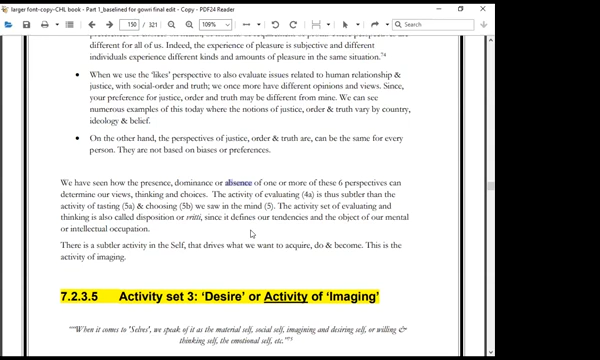 larger font-copy-CHL book - Part 1_baselined for gowri final edit - Copy - PDF24 Reader
150 / 321
109%
Search
different for all of us. Indeed, the experience of pleasure is subjective and different
individuals experience different kinds and amounts of pleasure in the same situation.74
• When we use the 'likes' perspective to also evaluate issues related to human relationship &
justice, with social-order and truth; we once more have different opinions and views. Since,
your preference for justice, order and truth may be different from mine. We can see
numerous examples of this today where the notions of justice, order & truth vary by country,
ideology & belief.
• On the other hand, the perspectives of justice, order & truth are, can be the same for every
person. They are not based on biases or preferences.
We have seen how the presence, dominance or absence of one or more of these 6 perspectives can
determine our views, thinking and choices. The activity of evaluating (4a) is thus subtler than the
activity of tasting (5a) & choosing (5b) we saw in the mind (5). The activity set of evaluating and
thinking is also called disposition or vritti, since it defines our tendencies and the object of our mental
or intellectual occupation.
There is a subtler activity in the Self, that drives what we want to acquire, do & become. This is the
activity of imaging.
7.2.3.5 Activity set 3: 'Desire' or Activity of 'Imaging'
""When it comes to 'Selves', we speak of it as the material self, social self, imagining and desiring self, or willing &
thinking self, the emotional self, etc."75